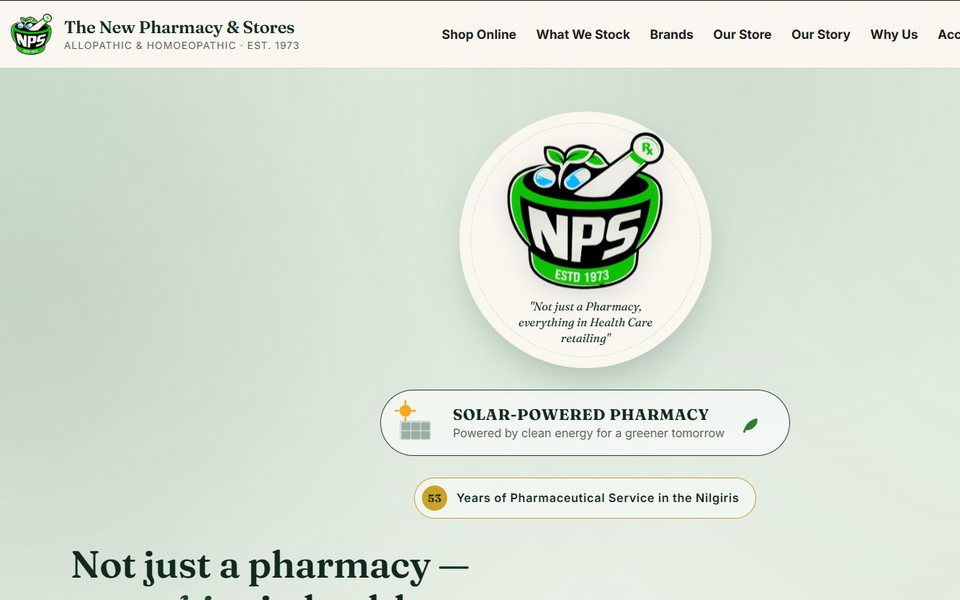 NPS
The New Pharmacy & Stores
ALLOPATHIC & HOMOEOPATHIC · EST. 1973
Shop Online
What We Stock
Brands
Our Store
Our Story
Why Us
Rx
NPS
ESTD 1973
"Not just a Pharmacy,
everything in Health Care
retailing"
SOLAR-POWERED PHARMACY
Powered by clean energy for a greener tomorrow
53 Years of Pharmaceutical Service in the Nilgiris
Not just a pharmacy —